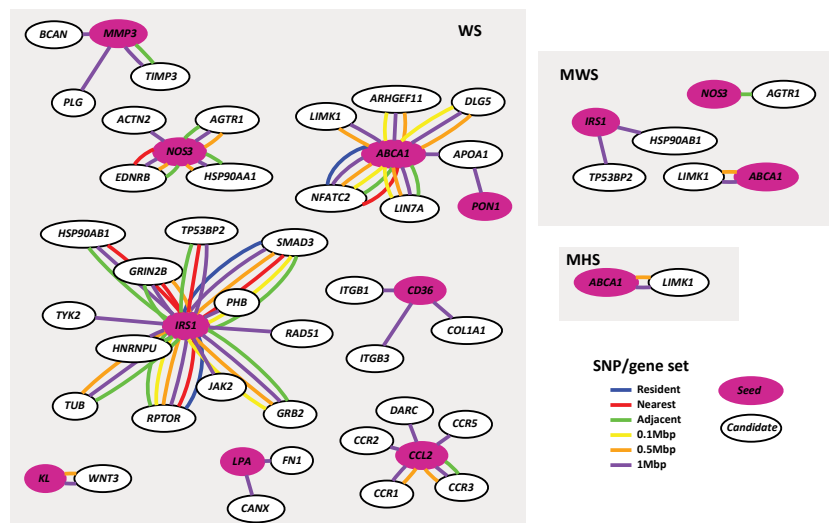 WS
BCAN
MMP3
TIMP3
PLG
ACTN2
AGTR1
NOS3
EDNRB
HSP90AA1
LIMK1
ARHGEF11
DLG5
ABCA1
APOA1
NFATC2
LIN7A
PON1
HSP90AB1
TP53BP2
SMAD3
GRIN2B
PHB
TYK2
IRS1
RAD51
HNRNPU
JAK2
TUB
RPTOR
GRB2
ITGB1
CD36
COL1A1
ITGB3
DARC
CCR2
CCR5
CCL2
CCR1
CCR3
KL
WNT3
LPA
FN1
CANX
MWS
NOS3
AGTR1
IRS1
HSP90AB1
TP53BP2
LIMK1
ABCA1
MHS
ABCA1
LIMK1
SNP/gene set
Resident
Nearest
Adjacent
0.1Mbp
0.5Mbp
1Mbp
Seed
Candidate